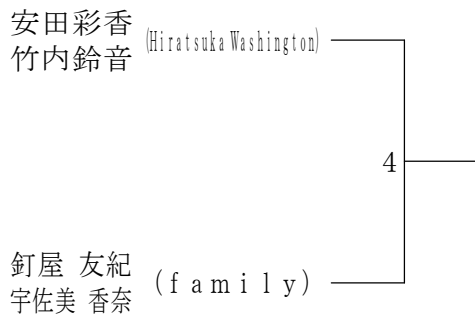 安田彩香
竹内鈴音
(Hiratsuka Washington)
4
釘屋 友紀
宇佐美 香奈
(family)